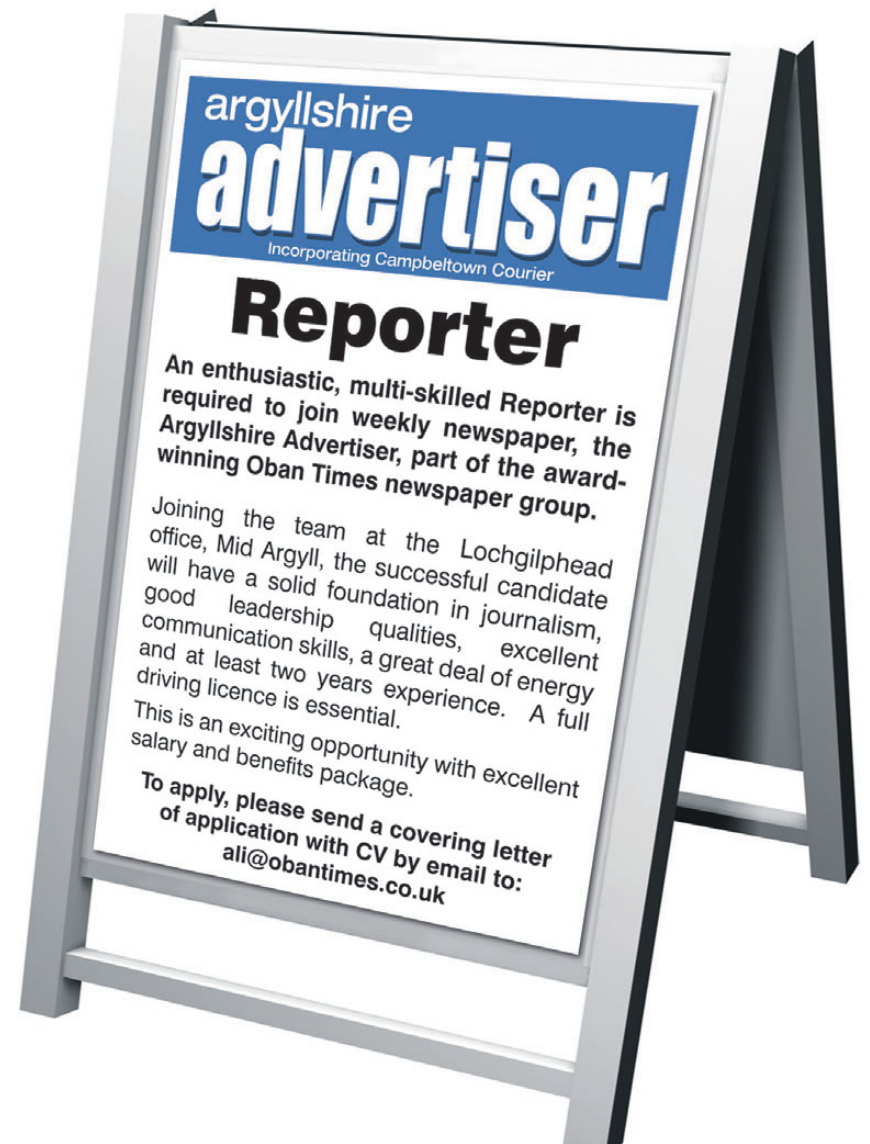 argyllshire
advertiser
Incorporating Campbeltown Courier
Reporter
An enthusiastic, multi-skilled Reporter is
required to join weekly newspaper, the
Argyllshire Advertiser, part of the award-
winning Oban Times newspaper group.
Joining the team at the Lochgilphead
office, Mid Argyll, the successful candidate
will have a solid foundation in journalism,
good leadership qualities, excellent
communication skills, a great deal of energy
and at least two years experience. A full
driving licence is essential.
This is an exciting opportunity with excellent
salary and benefits package.
To apply, please send a covering letter
of application with CV by email to:
ali@obantimes.co.uk